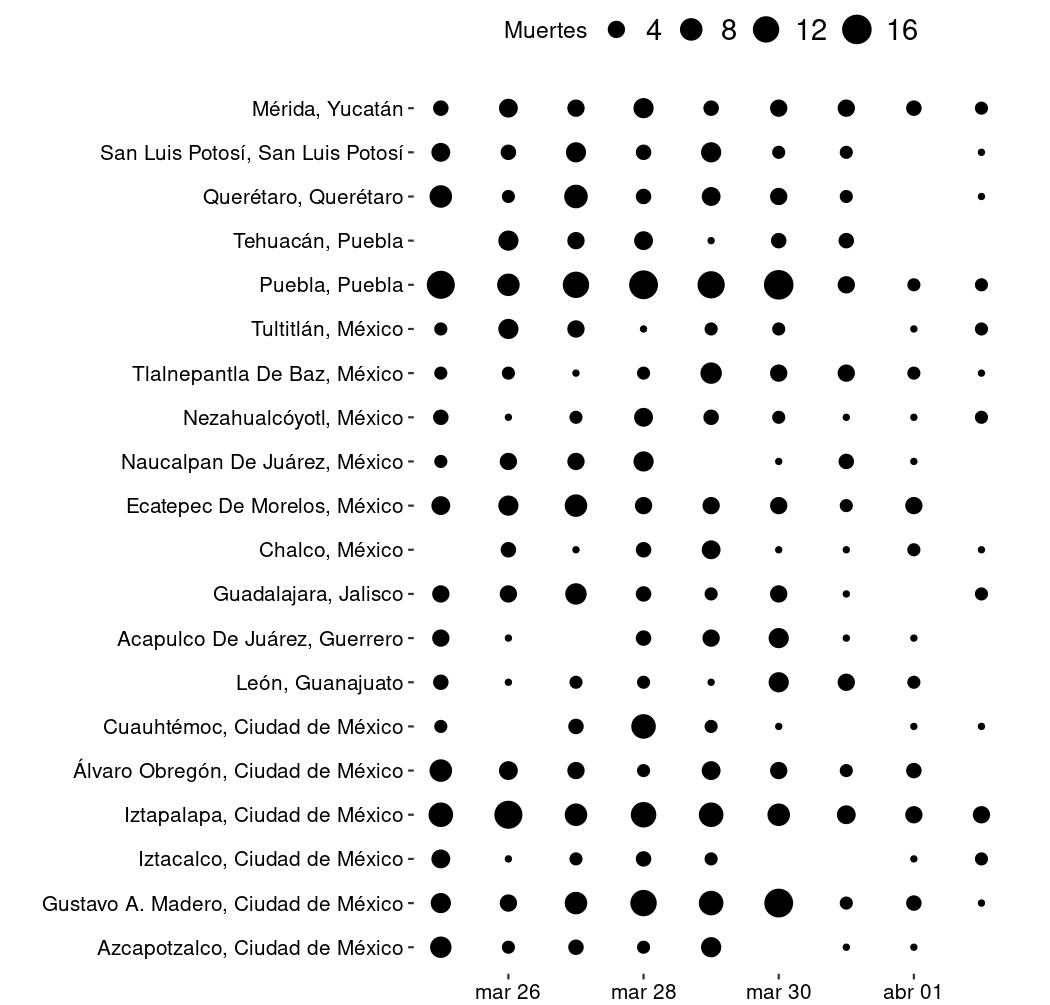 Muertes 4 8 12 16
Mérida, Yucatán
San Luis Potosí, San Luis Potosí
Querétaro, Querétaro
Tehuacán, Puebla
Puebla, Puebla
Tultitlán, México
Tlalnepantla De Baz, México
Nezahualcóyotl, México
Naucalpan De Juárez, México
Ecatepec De Morelos, México
Chalco, México
Guadalajara, Jalisco
Acapulco De Juárez, Guerrero
León, Guanajuato
Cuauhtémoc, Ciudad de México
Álvaro Obregón, Ciudad de México
Iztapalapa, Ciudad de México
Iztacalco, Ciudad de México
Gustavo A. Madero, Ciudad de México
Azcapotzalco, Ciudad de México
mar 26 mar 28 mar 30 abr 01